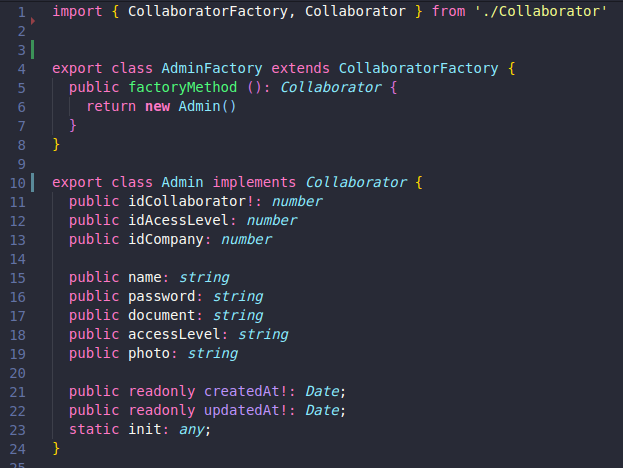 1 import { CollaboratorFactory, Collaborator } from './Collaborator'
2
3
4 export class AdminFactory extends CollaboratorFactory {
5 public factoryMethod (): Collaborator {
6 return new Admin()
7 }
8 }
9
10 export class Admin implements Collaborator {
11 public idCollaborator!: number
12 public idAcessLevel: number
13 public idCompany: number
14
15 public name: string
16 public password: string
17 public document: string
18 public accessLevel: string
19 public photo: string
20
21 public readonly createdAt!: Date;
22 public readonly updatedAt!: Date;
23 static init: any;
24 }
25